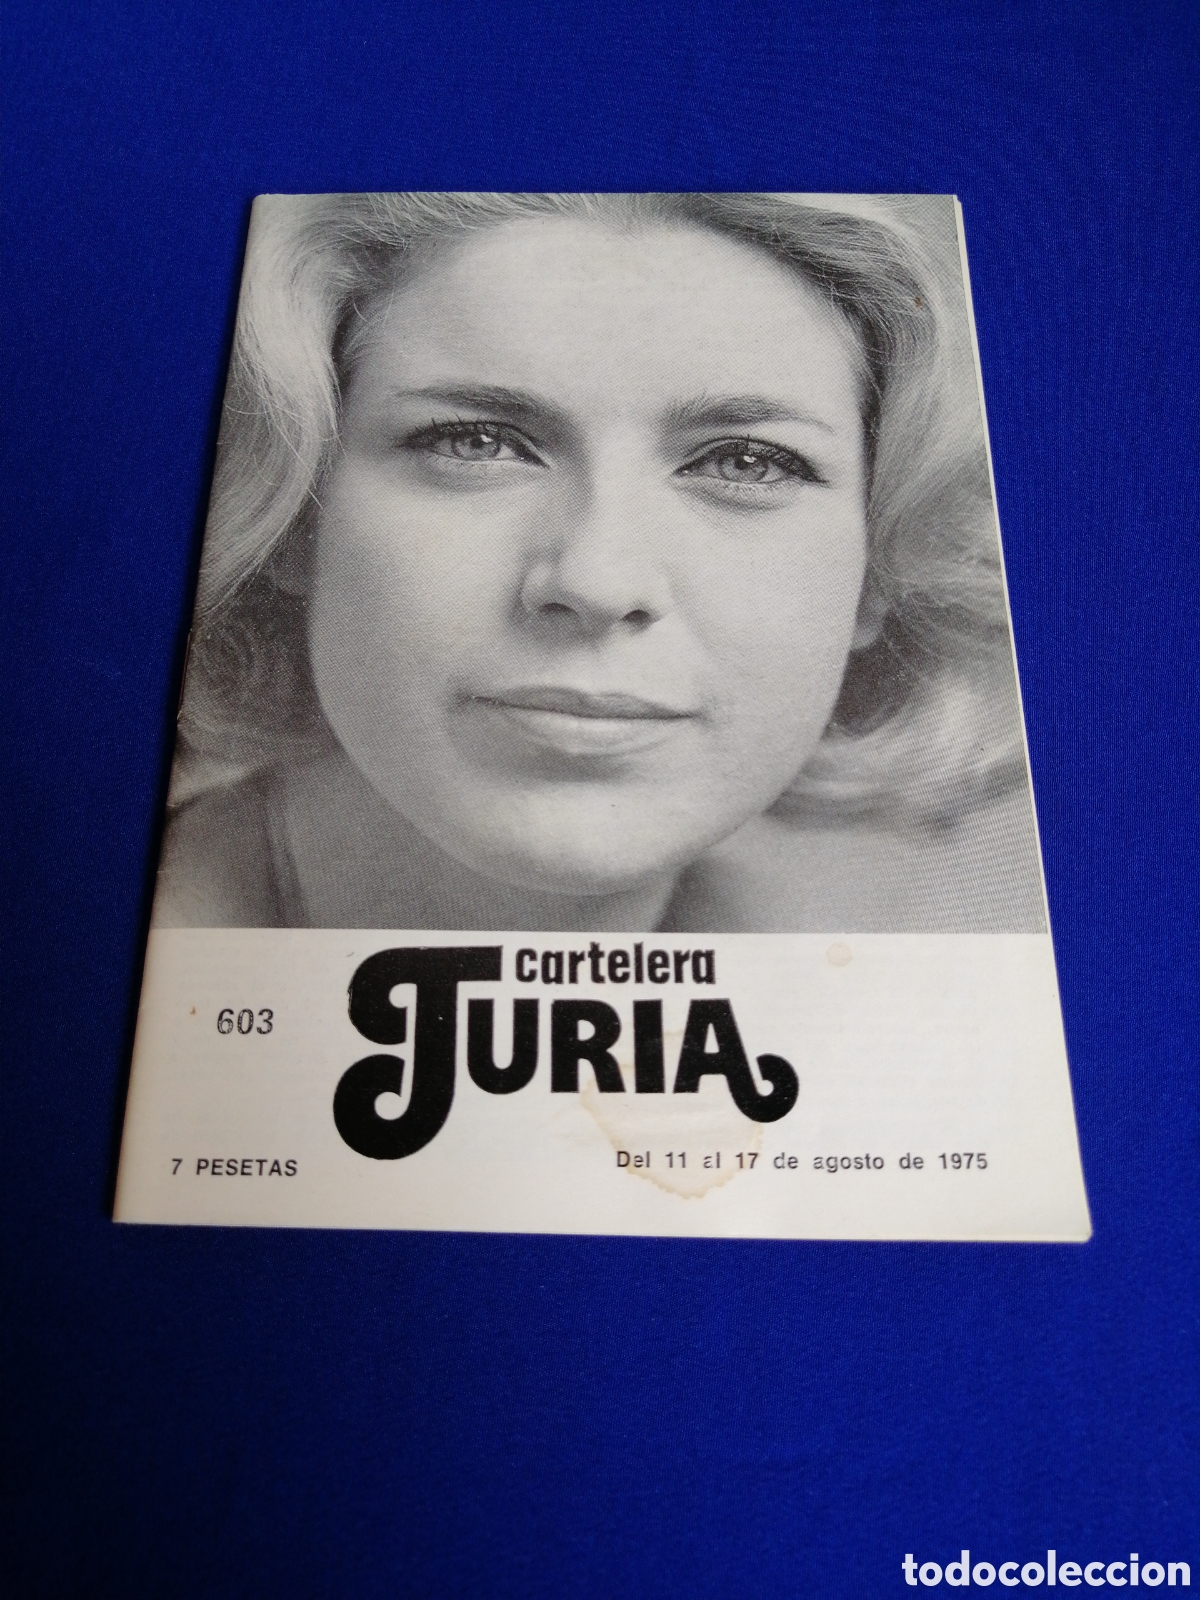 cartelera
TURIA
603
7 PESETAS
Del 11 al 17 de agosto de 1975
todocoleccion